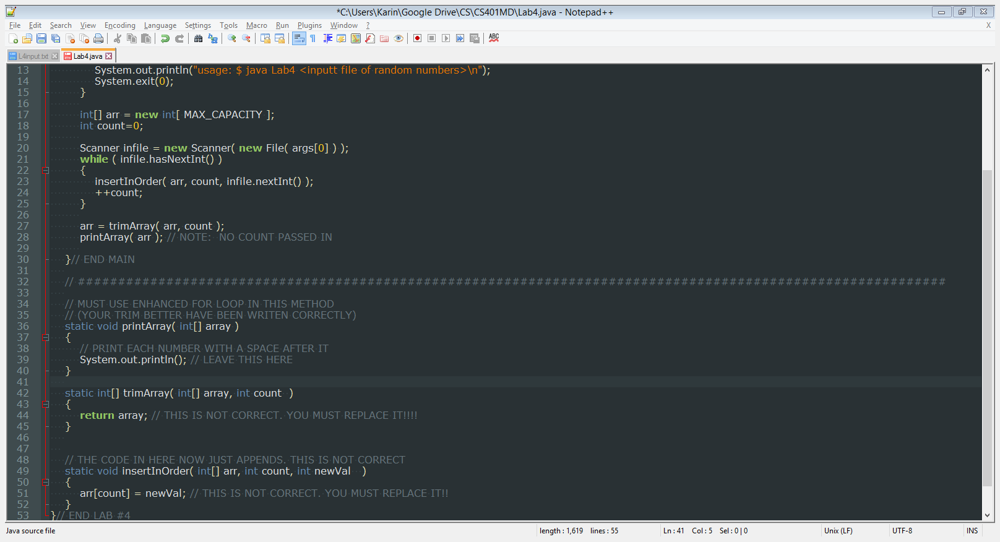 *C:\Users\Karin\Google Drive\CS\CS401MD\Lab4.java - Notepad++
File Edit Search View Encoding Language Settings Tools Macro Run Plugins Window ? X
ABC
L4input.txt Lab4.java
13 System.out.println("usage: $ java Lab4 <inputt file of random numbers>\n");
14 System.exit(0);
15 }
16
17 int[] arr = new int[ MAX_CAPACITY ];
18 int count=0;
19
20 Scanner infile = new Scanner( new File( args[0] ) );
21 while ( infile.hasNextInt() )
22 {
23 insertInOrder( arr, count, infile.nextInt() );
24 ++count;
25 }
26
27 arr = trimArray( arr, count );
28 printArray( arr ); // NOTE:  NO COUNT PASSED IN
29
30 }// END MAIN
31
32 // ##############################################################################################################
33
34 // MUST USE ENHANCED FOR LOOP IN THIS METHOD
35 // (YOUR TRIM BETTER HAVE BEEN WRITEN CORRECTLY)
36 static void printArray( int[] array )
37 {
38 // PRINT EACH NUMBER WITH A SPACE AFTER IT
39 System.out.println(); // LEAVE THIS HERE
40 }
41
42 static int[] trimArray( int[] array, int count  )
43 {
44 return array; // THIS IS NOT CORRECT. YOU MUST REPLACE IT!!!!
45 }
46
47
48 // THE CODE IN HERE NOW JUST APPENDS. THIS IS NOT CORRECT
49 static void insertInOrder( int[] arr, int count, int newVal   )
50 {
51 arr[count] = newVal; // THIS IS NOT CORRECT. YOU MUST REPLACE IT!!
52 }
53 }// END LAB #4
Java source file length : 1,619 lines : 55 Ln : 41 Col : 5 Sel : 0 | 0 Unix (LF) UTF-8 INS